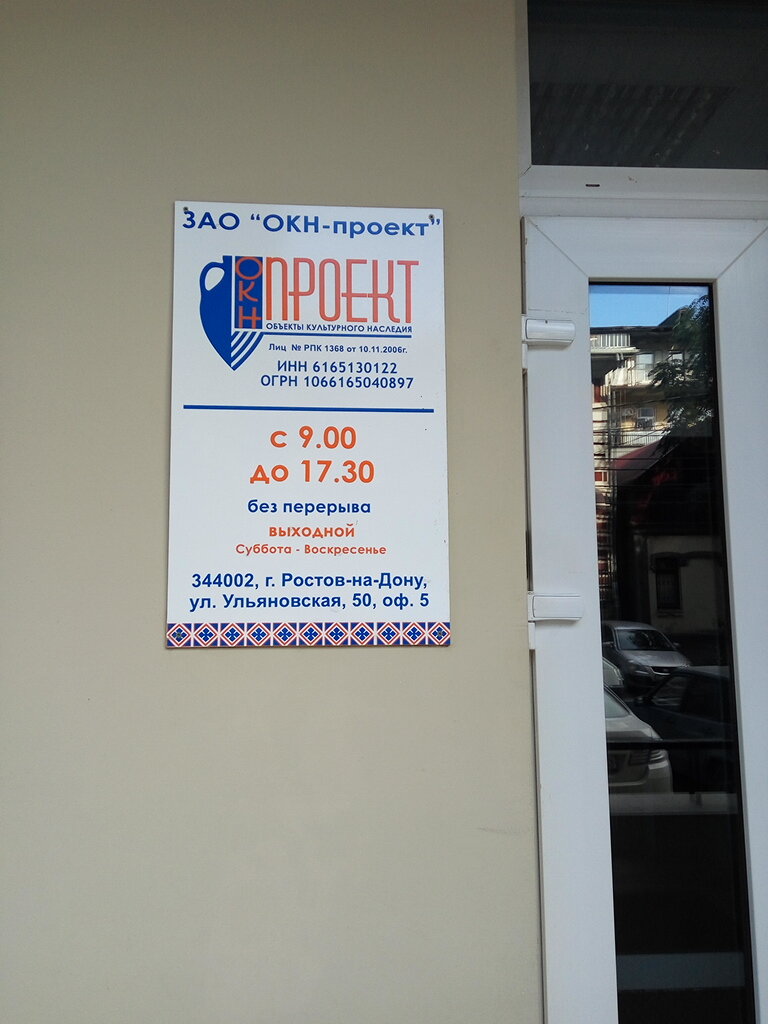 ЗАО “ОКН-проект”
ОКН
ПРОЕКТ
ОБЪЕКТЫ КУЛЬТУРНОГО НАСЛЕДИЯ
Лиц № РПК 1368 от 10.11.2006г.
ИНН 6165130122
ОГРН 1066165040897
с 9.00
до 17.30
без перерыва
выходной
Суббота - Воскресенье
344002, г. Ростов-на-Дону,
ул. Ульяновская, 50, оф. 5